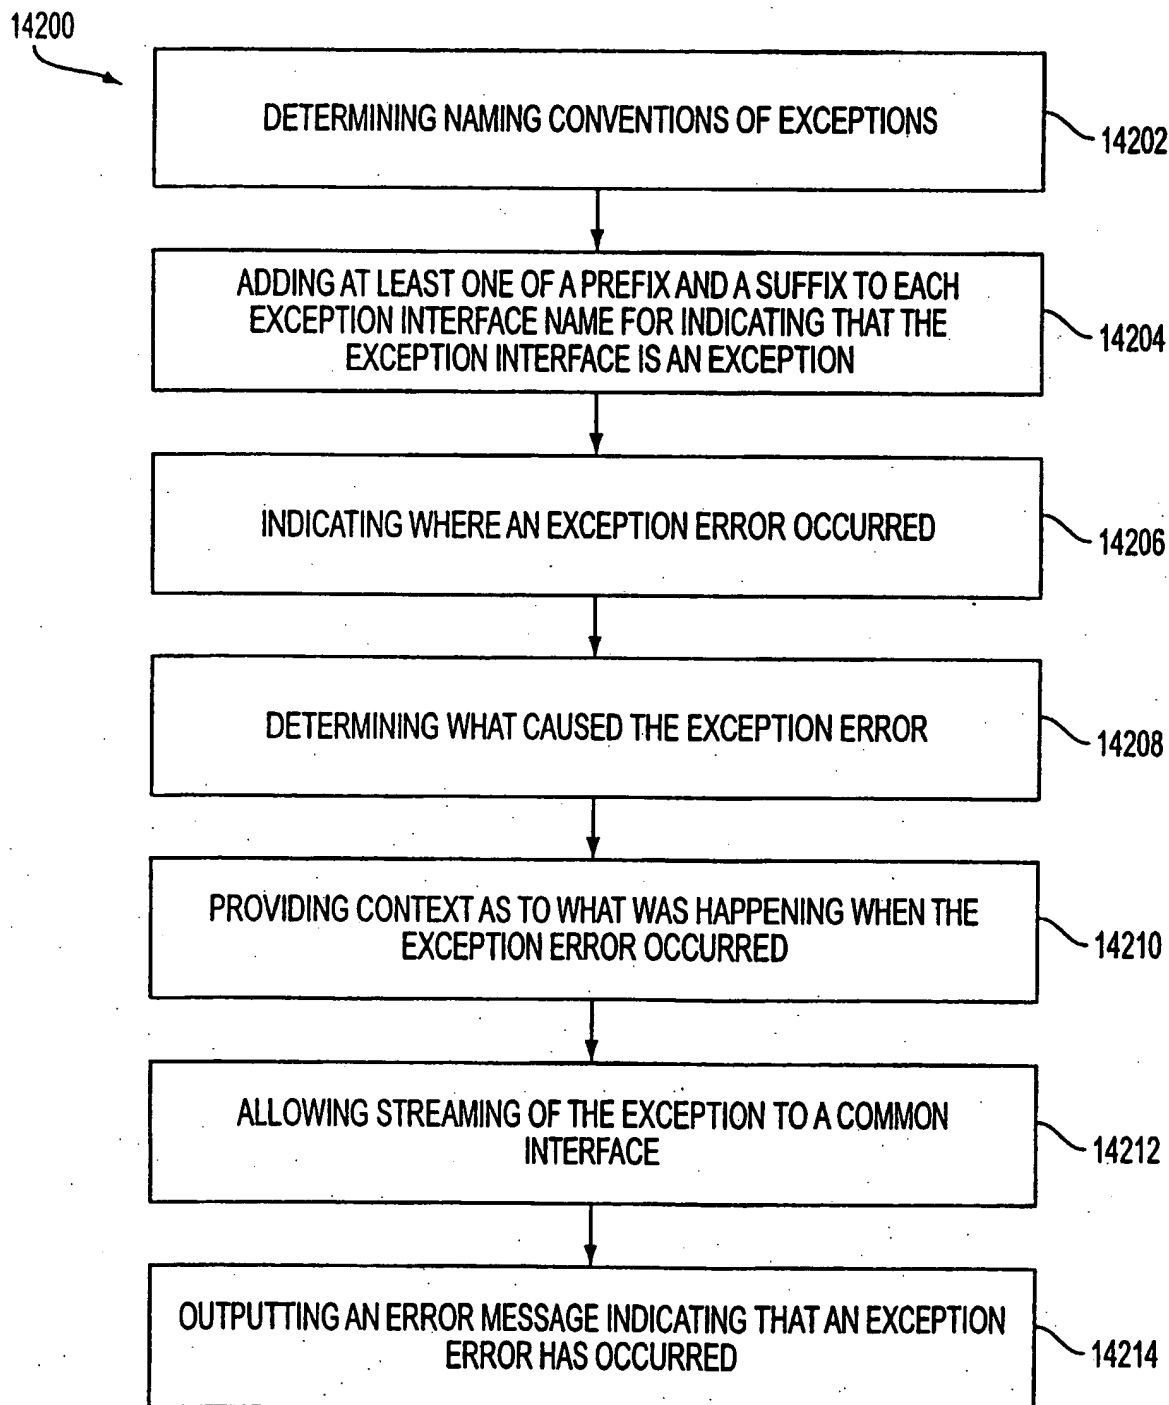 14200
DETERMINING NAMING CONVENTIONS OF EXCEPTIONS
14202
ADDING AT LEAST ONE OF A PREFIX AND A SUFFIX TO EACH
EXCEPTION INTERFACE NAME FOR INDICATING THAT THE
EXCEPTION INTERFACE IS AN EXCEPTION
14204
INDICATING WHERE AN EXCEPTION ERROR OCCURRED
14206
DETERMINING WHAT CAUSED THE EXCEPTION ERROR
14208
PROVIDING CONTEXT AS TO WHAT WAS HAPPENING WHEN THE
EXCEPTION ERROR OCCURRED
14210
ALLOWING STREAMING OF THE EXCEPTION TO A COMMON
INTERFACE
14212
OUTPUTTING AN ERROR MESSAGE INDICATING THAT AN EXCEPTION
ERROR HAS OCCURRED
14214